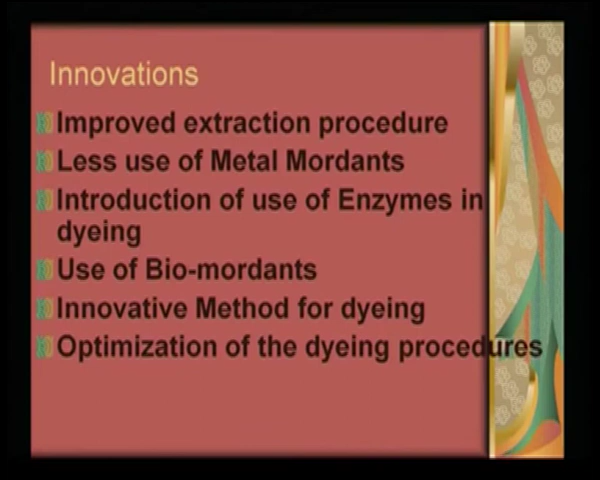 Innovations
Improved extraction procedure
Less use of Metal Mordants
Introduction of use of Enzymes in
dyeing
Use of Bio-mordants
Innovative Method for dyeing
Optimization of the dyeing procedures